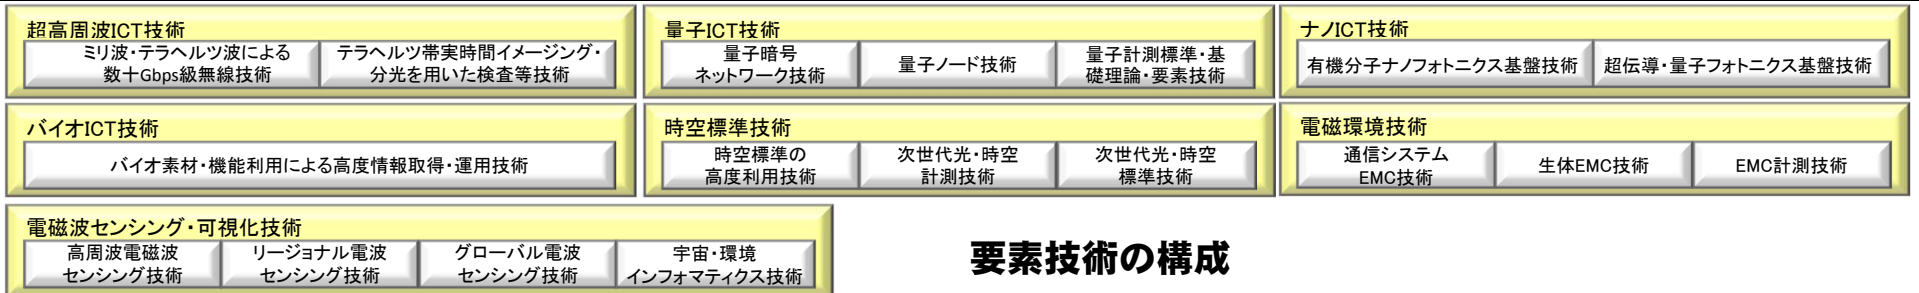 超高周波ICT技術
ミリ波・テラヘルツ波による
数十Gbps級無線技術
テラヘルツ帯実時間イメージング・
分光を用いた検査等技術
量子ICT技術
量子暗号
ネットワーク技術
量子ノード技術
量子計測標準・基
礎理論・要素技術
ナノICT技術
有機分子ナノフォトニクス基盤技術
超伝導・量子フォトニクス基盤技術
バイオICT技術
バイオ素材・機能利用による高度情報取得・運用技術
時空標準技術
時空標準の
高度利用技術
次世代光・時空
計測技術
次世代光・時空
標準技術
電磁環境技術
通信システム
EMC技術
生体EMC技術
EMC計測技術
電磁波センシング・可視化技術
高周波電磁波
センシング技術
リージョナル電波
センシング技術
グローバル電波
センシング技術
宇宙・環境
インフォマティクス技術
要素技術の構成